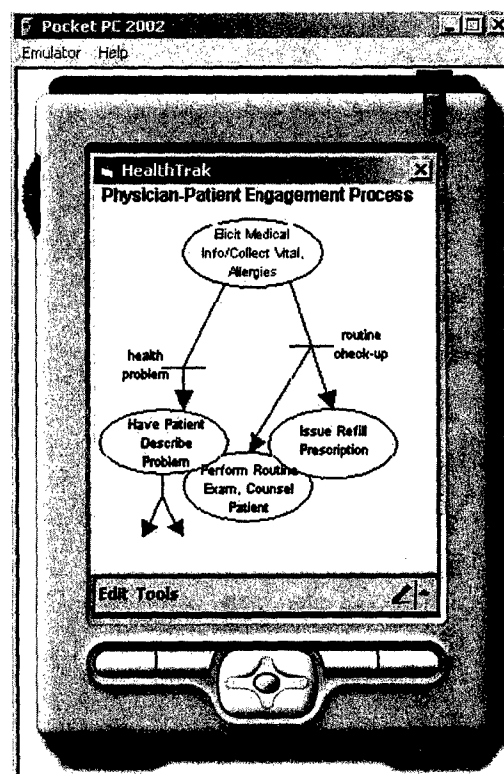 Pocket PC 2002
Emulator Help
HealthTrak
Physician-Patient Engagement Process
Elicit Medical
Info/Collect Vital,
Allergies
health
problem
routine
check-up
Have Patient
Describe
Problem
Issue Refill
Prescription
Perform Routine
Exam, Counsel
Patient
Edit Tools